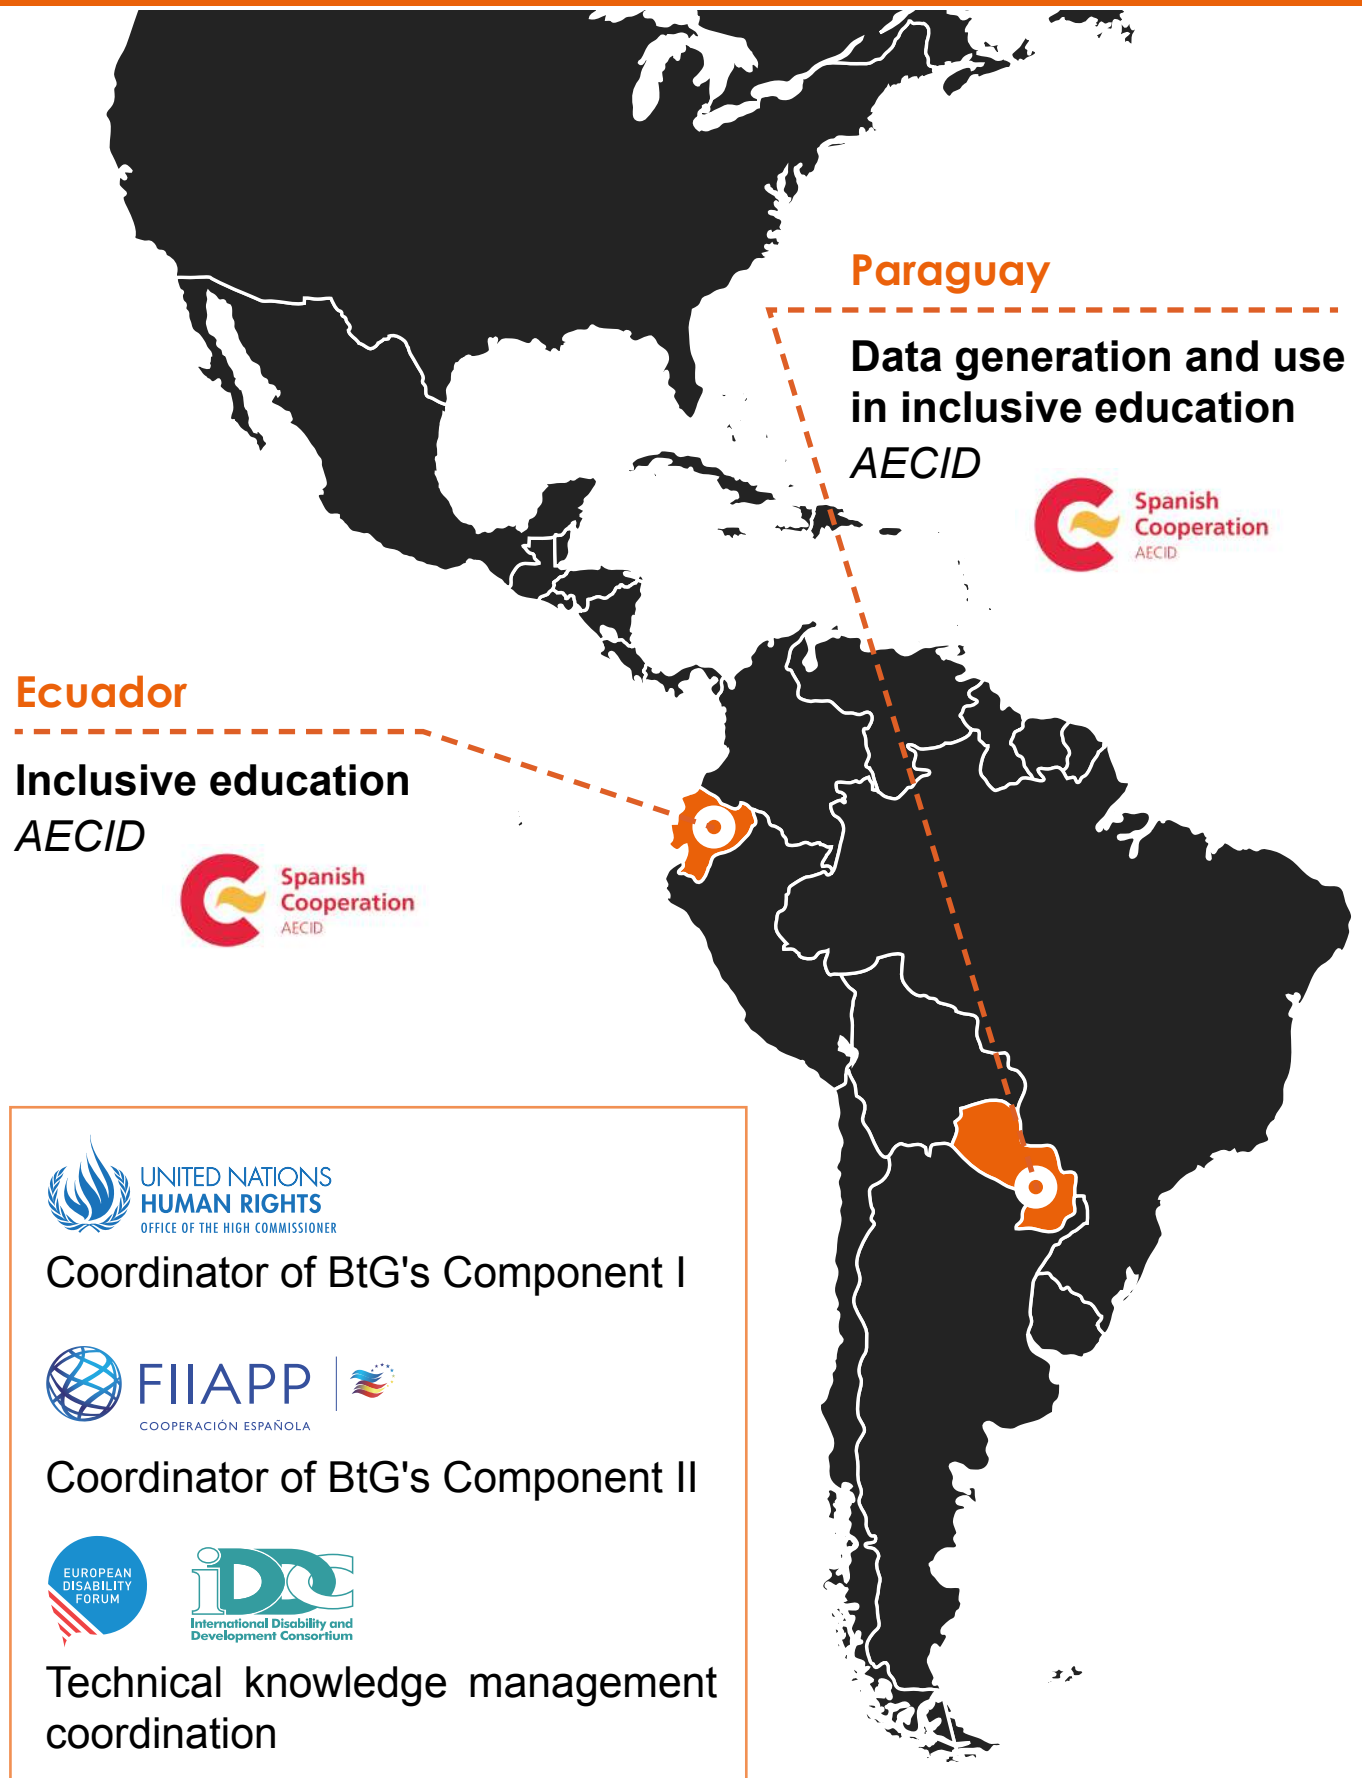 Paraguay
Data generation and use
in inclusive education
AECID
Spanish
Cooperation
AECID
Ecuador
Inclusive education
AECID
Spanish
Cooperation
AECID
UNITED NATIONS
HUMAN RIGHTS
OFFICE OF THE HIGH COMMISSIONER
Coordinator of BtG's Component I
FIIAPP
COOPERACIÓN ESPAÑOLA
Coordinator of BtG's Component II
EUROPEAN
DISABILITY
FORUM
iDDC
International Disability and
Development Consortium
Technical knowledge management
coordination